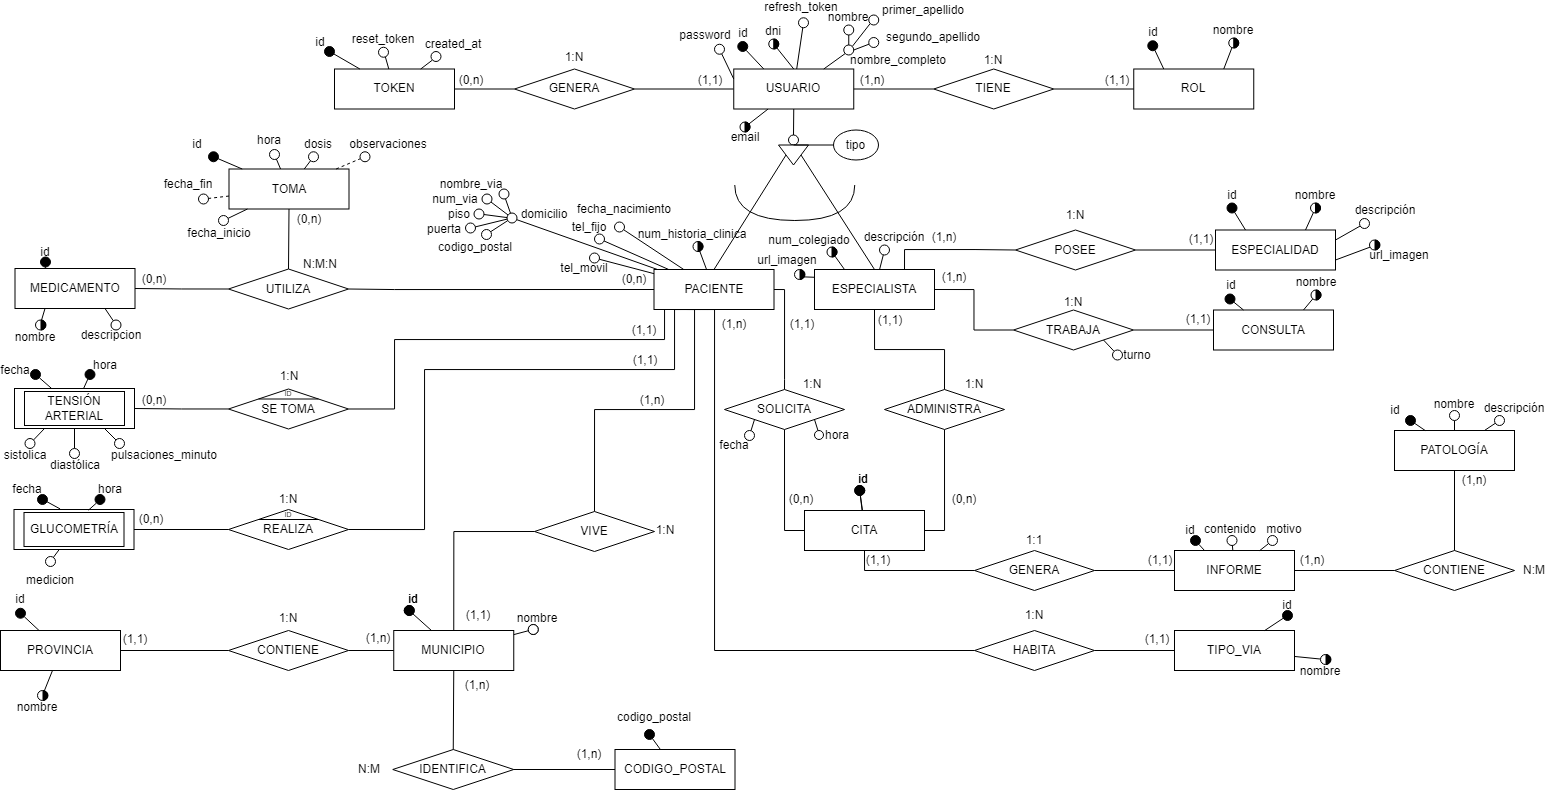 refresh_token
primer_apellido
nombre
segundo_apellido
nombre_completo
password
id
dni
id
reset_token
created_at
id
nombre
1:N
1:N
TOKEN
(0,n)
GENERA
(1,1)
USUARIO
(1,n)
TIENE
(1,1)
ROL
email
tipo
id
hora
dosis
observaciones
fecha_fin
TOMA
fecha_inicio
(0,n)
nombre_via
num_via
piso
puerta
codigo_postal
domicilio
fecha_nacimiento
tel_fijo
num_historia_clinica
tel_movil
num_colegiado
descripción
url_imagen
id
nombre
descripción
url_imagen
1:N
(1,n)
POSEE
(1,1)
ESPECIALIDAD
id
MEDICAMENTO
(0,n)
N:M:N
UTILIZA
(0,n)
PACIENTE
ESPECIALISTA
(1,n)
nombre
descripcion
1:N
TRABAJA
turno
(1,1)
id
nombre
CONSULTA
(1,1)
(1,1)
(1,n)
(1,1)
(1,1)
fecha
hora
TENSIÓN
ARTERIAL
(0,n)
1:N
ID
SE TOMA
sistolica
diastólica
pulsaciones_minuto
(1,n)
1:N
SOLICITA
fecha
hora
1:N
ADMINISTRA
id
nombre
descripción
PATOLOGÍA
(1,n)
fecha
hora
GLUCOMETRÍA
(0,n)
1:N
ID
REALIZA
medicion
VIVE
1:N
(0,n)
id
(0,n)
CITA
(1,1)
1:1
GENERA
(1,1)
id
contenido
motivo
INFORME
(1,n)
CONTIENE
N:M
id
PROVINCIA
(1,1)
1:N
CONTIENE
(1,n)
id
MUNICIPIO
nombre
(1,1)
nombre
(1,n)
1:N
HABITA
(1,1)
id
TIPO_VIA
nombre
N:M
IDENTIFICA
(1,n)
codigo_postal
CODIGO_POSTAL